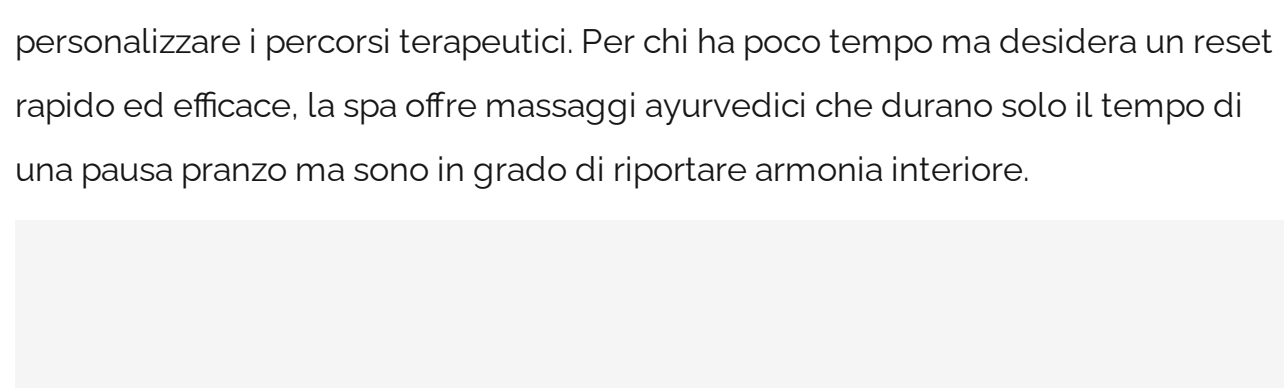 personalizzare i percorsi terapeutici. Per chi ha poco tempo ma desidera un reset
rapido ed efficace, la spa offre massaggi ayurvedici che durano solo il tempo di
una pausa pranzo ma sono in grado di riportare armonia interiore.